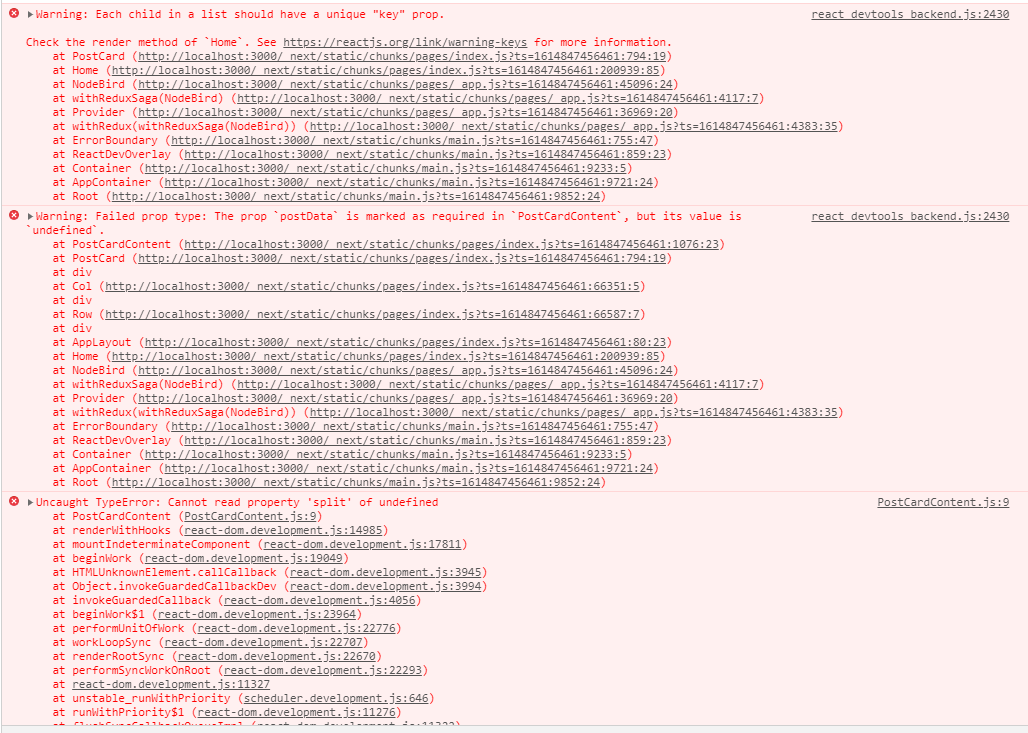 Warning: Each child in a list should have a unique "key" prop. react_devtools_backend.js:2430
Check the render method of `Home`. See https://reactjs.org/link/warning-keys for more information.
at PostCard (http://localhost:3000/_next/static/chunks/pages/index.js?ts=1614847456461:794:19)
at Home (http://localhost:3000/_next/static/chunks/pages/index.js?ts=1614847456461:200939:85)
at NodeBird (http://localhost:3000/_next/static/chunks/pages/_app.js?ts=1614847456461:45096:24)
at withReduxSaga(NodeBird) (http://localhost:3000/_next/static/chunks/pages/_app.js?ts=1614847456461:4117:7)
at Provider (http://localhost:3000/_next/static/chunks/pages/_app.js?ts=1614847456461:36969:20)
at withRedux(withReduxSaga(NodeBird)) (http://localhost:3000/_next/static/chunks/pages/_app.js?ts=1614847456461:4383:35)
at ErrorBoundary (http://localhost:3000/_next/static/chunks/main.js?ts=1614847456461:755:47)
at ReactDevOverlay (http://localhost:3000/_next/static/chunks/main.js?ts=1614847456461:859:23)
at Container (http://localhost:3000/_next/static/chunks/main.js?ts=1614847456461:9233:5)
at AppContainer (http://localhost:3000/_next/static/chunks/main.js?ts=1614847456461:9721:24)
at Root (http://localhost:3000/_next/static/chunks/main.js?ts=1614847456461:9852:24)
Warning: Failed prop type: The prop `postData` is marked as required in `PostCardContent`, but its value is react_devtools_backend.js:2430
`undefined`.
at PostCardContent (http://localhost:3000/_next/static/chunks/pages/index.js?ts=1614847456461:1076:23)
at PostCard (http://localhost:3000/_next/static/chunks/pages/index.js?ts=1614847456461:794:19)
at div
at Col (http://localhost:3000/_next/static/chunks/pages/index.js?ts=1614847456461:66351:5)
at div
at Row (http://localhost:3000/_next/static/chunks/pages/index.js?ts=1614847456461:66587:7)
at div
at AppLayout (http://localhost:3000/_next/static/chunks/pages/index.js?ts=1614847456461:80:23)
at Home (http://localhost:3000/_next/static/chunks/pages/index.js?ts=1614847456461:200939:85)
at NodeBird (http://localhost:3000/_next/static/chunks/pages/_app.js?ts=1614847456461:45096:24)
at withReduxSaga(NodeBird) (http://localhost:3000/_next/static/chunks/pages/_app.js?ts=1614847456461:4117:7)
at Provider (http://localhost:3000/_next/static/chunks/pages/_app.js?ts=1614847456461:36969:20)
at withRedux(withReduxSaga(NodeBird)) (http://localhost:3000/_next/static/chunks/pages/_app.js?ts=1614847456461:4383:35)
at ErrorBoundary (http://localhost:3000/_next/static/chunks/main.js?ts=1614847456461:755:47)
at ReactDevOverlay (http://localhost:3000/_next/static/chunks/main.js?ts=1614847456461:859:23)
at Container (http://localhost:3000/_next/static/chunks/main.js?ts=1614847456461:9233:5)
at AppContainer (http://localhost:3000/_next/static/chunks/main.js?ts=1614847456461:9721:24)
at Root (http://localhost:3000/_next/static/chunks/main.js?ts=1614847456461:9852:24)
Uncaught TypeError: Cannot read property 'split' of undefined PostCardContent.js:9
at PostCardContent (PostCardContent.js:9)
at renderWithHooks (react-dom.development.js:14985)
at mountIndeterminateComponent (react-dom.development.js:17811)
at beginWork (react-dom.development.js:19049)
at HTMLUnknownElement.callCallback (react-dom.development.js:3945)
at Object.invokeGuardedCallbackDev (react-dom.development.js:3994)
at invokeGuardedCallback (react-dom.development.js:4056)
at beginWork$1 (react-dom.development.js:23964)
at performUnitOfWork (react-dom.development.js:22776)
at workLoopSync (react-dom.development.js:22707)
at renderRootSync (react-dom.development.js:22670)
at performSyncWorkOnRoot (react-dom.development.js:22293)
at react-dom.development.js:11327
at unstable_runWithPriority (scheduler.development.js:646)
at runWithPriority$1 (react-dom.development.js:11276)